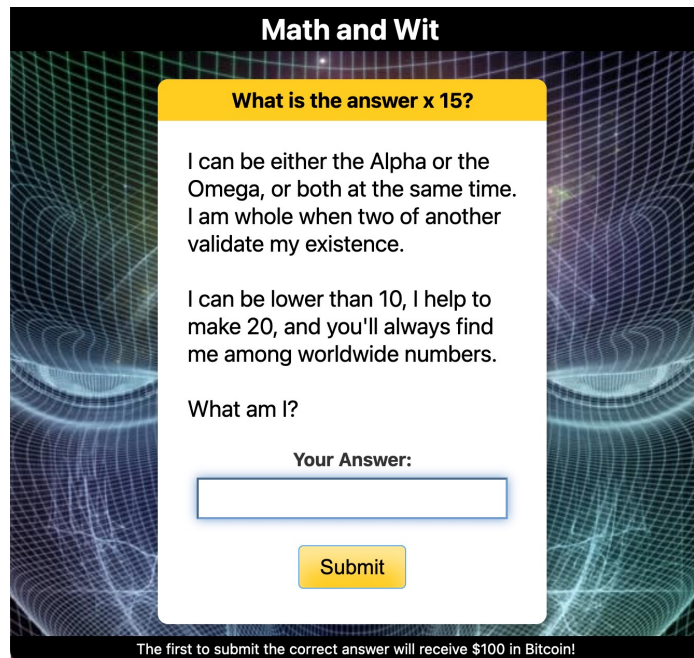 Math and Wit
What is the answer x 15?
I can be either the Alpha or the
Omega, or both at the same time.
I am whole when two of another
validate my existence.
I can be lower than 10, I help to
make 20, and you'll always find
me among worldwide numbers.
What am I?
Your Answer:
Submit
The first to submit the correct answer will receive $100 in Bitcoin!